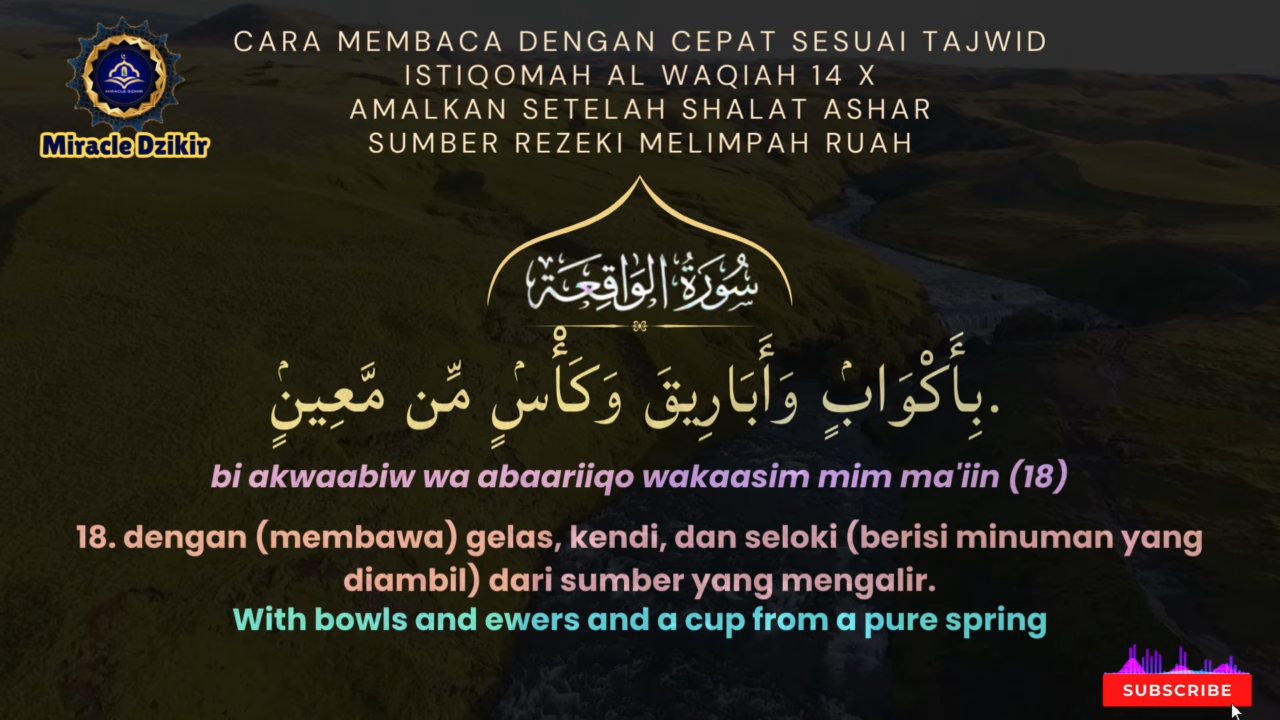 CARA MEMBACA DENGAN CEPAT SESUAI TAJWID
ISTIQOMAH AL WAQIAH 14 X
AMALKAN SETELAH SHALAT ASHAR
SUMBER REZEKI MELIMPAH RUAH
MIRACLE DZIKIR
Miracle Dzikir
سُورَةُ الوَاقِعَة
بِأَكْوَابٍۢ وَأَبَارِيقَ وَكَأْسٍۢ مِّن مَّعِينٍۢ.
bi akwaabiw wa abaariiqo wakaasim mim ma'iin (18)
18. dengan (membawa) gelas, kendi, dan seloki (berisi minuman yang
diambil) dari sumber yang mengalir.
With bowls and ewers and a cup from a pure spring
SUBSCRIBE